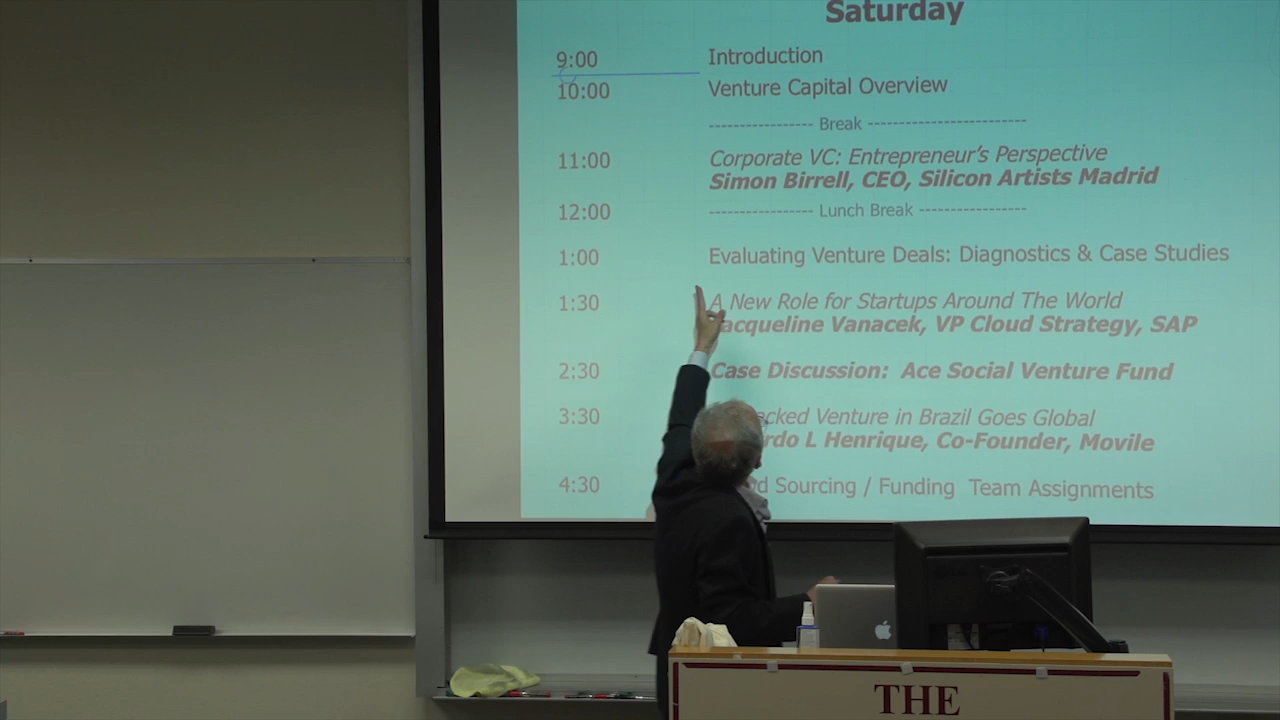 Saturday
9:00 Introduction
10:00 Venture Capital Overview
---------------- Break ------------------------
11:00 Corporate VC: Entrepreneur's Perspective
Simon Birrell, CEO, Silicon Artists Madrid
12:00 ---------------- Lunch Break ----------------
1:00 Evaluating Venture Deals: Diagnostics & Case Studies
1:30 A New Role for Startups Around The World
acqueline Vanacek, VP Cloud Strategy, SAP
2:30 Case Discussion: Ace Social Venture Fund
3:30 Venture in Brazil Goes Global
L Henrique, Co-Founder, Movile
4:30 Sourcing / Funding Team Assignments
THE